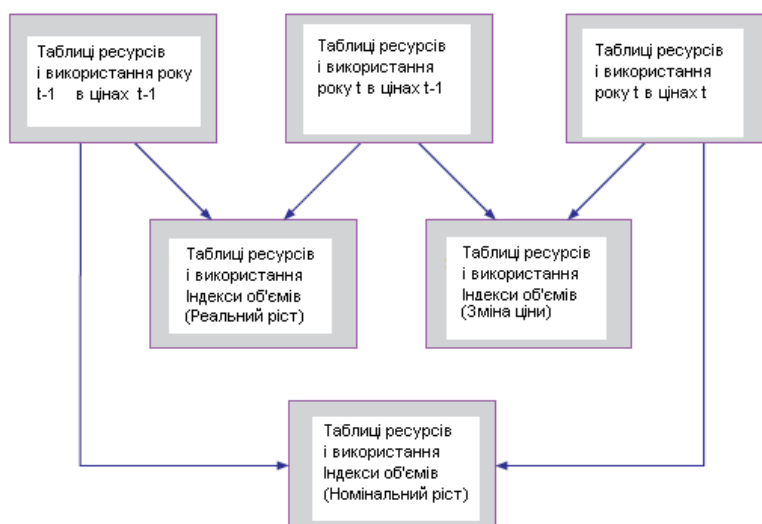 Таблиці ресурсів
і використання року
t-1 в цінах t-1
Таблиці ресурсів
і використання
року t в цінах t-1
Таблиці ресурсів
і використання
року t в цінах t
Таблиці ресурсів
і використання
Індекси об'ємів
(Реальний ріст)
Таблиці ресурсів
і використання
Індекси об'ємів
(Зміна ціни)
Таблиці ресурсів
і використання
Індекси об'ємів
(Номінальний ріст)